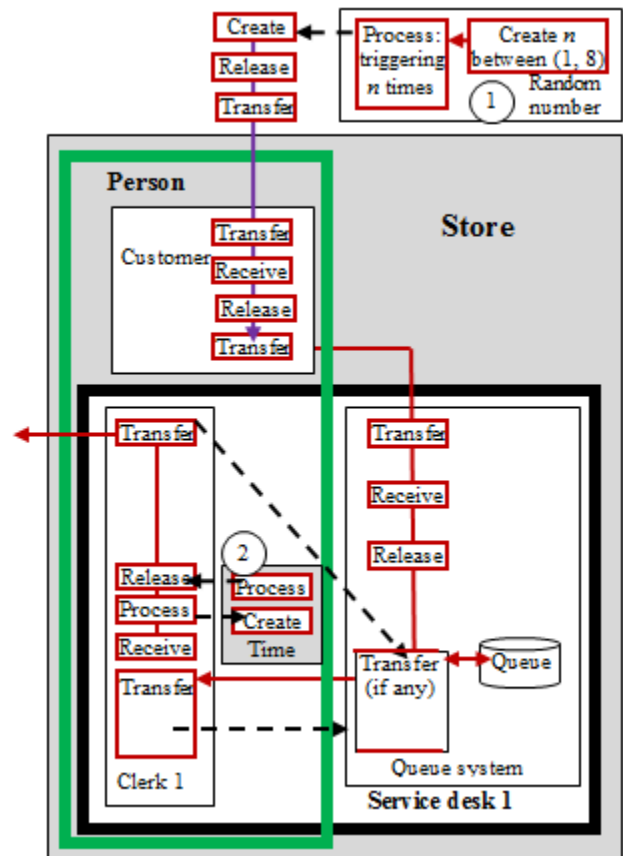 Create
Release
Transfer
Process:
triggering
n times
Create n
between (1, 8)
1
Random
number
Person
Store
Customer
Transfer
Receive
Release
Transfer
Transfer
Release
Process
Receive
Transfer
Clerk 1
2
Process
Create
Time
Transfer
Receive
Release
Transfer
(if any)
Queue
Queue system
Service desk 1